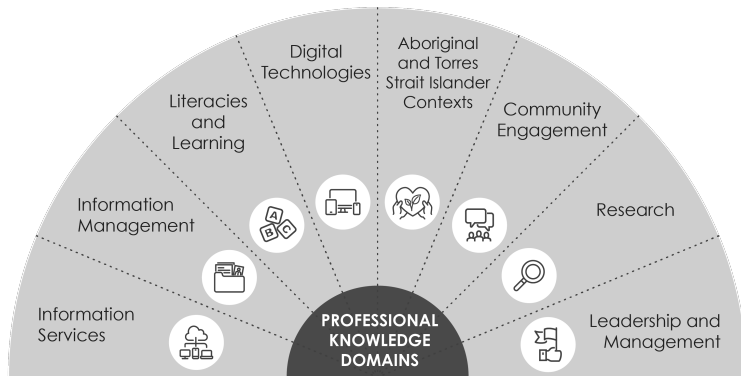 Digital
Technologies
Aboriginal
and Torres
Strait Islander
Contexts
Literacies
and
Learning
Community
Engagement
Information
Management
Research
Information
Services
Leadership and
Management
A
B C
PROFESSIONAL
KNOWLEDGE
DOMAINS